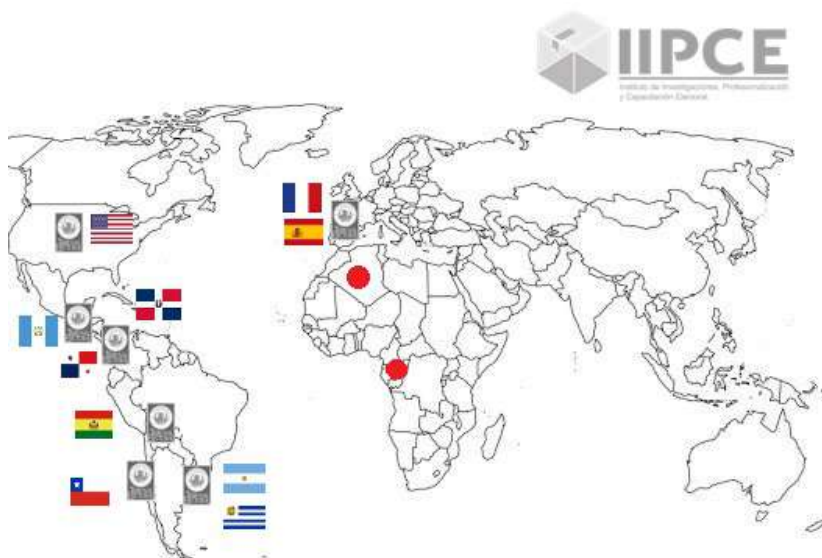 IIPCE
Instituto de Investigaciones, Profesionalización
y Capacitación Electoral